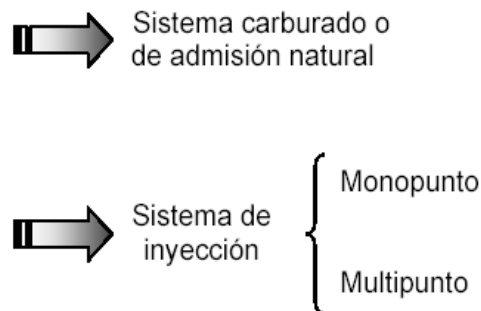 Sistema carburado o
de admisión natural
Sistema de
inyección
Monopunto
Multipunto